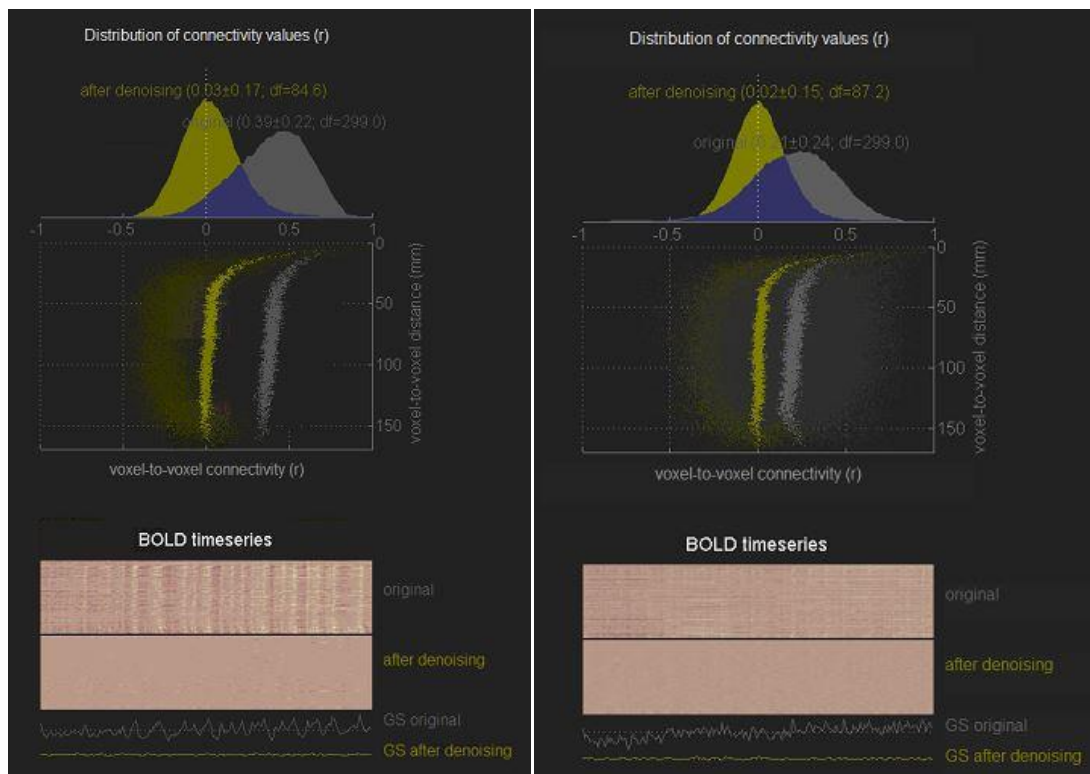 Distribution of connectivity values (r)
after denoising (0.03±0.17; df=84.6)
original (0.39±0.22; df=299.0)
-1 -0.5 0 0.5 1
0
50
100
150
voxel-to-voxel distance (mm)
voxel-to-voxel connectivity (r)
BOLD timeseries
original
after denoising
GS original
GS after denoising
Distribution of connectivity values (r)
after denoising (0.02±0.15; df=87.2)
original (0.21±0.24; df=299.0)
-1 -0.5 0 0.5 1
0
50
100
150
voxel-to-voxel distance (mm)
voxel-to-voxel connectivity (r)
BOLD timeseries
original
after denoising
GS original
GS after denoising